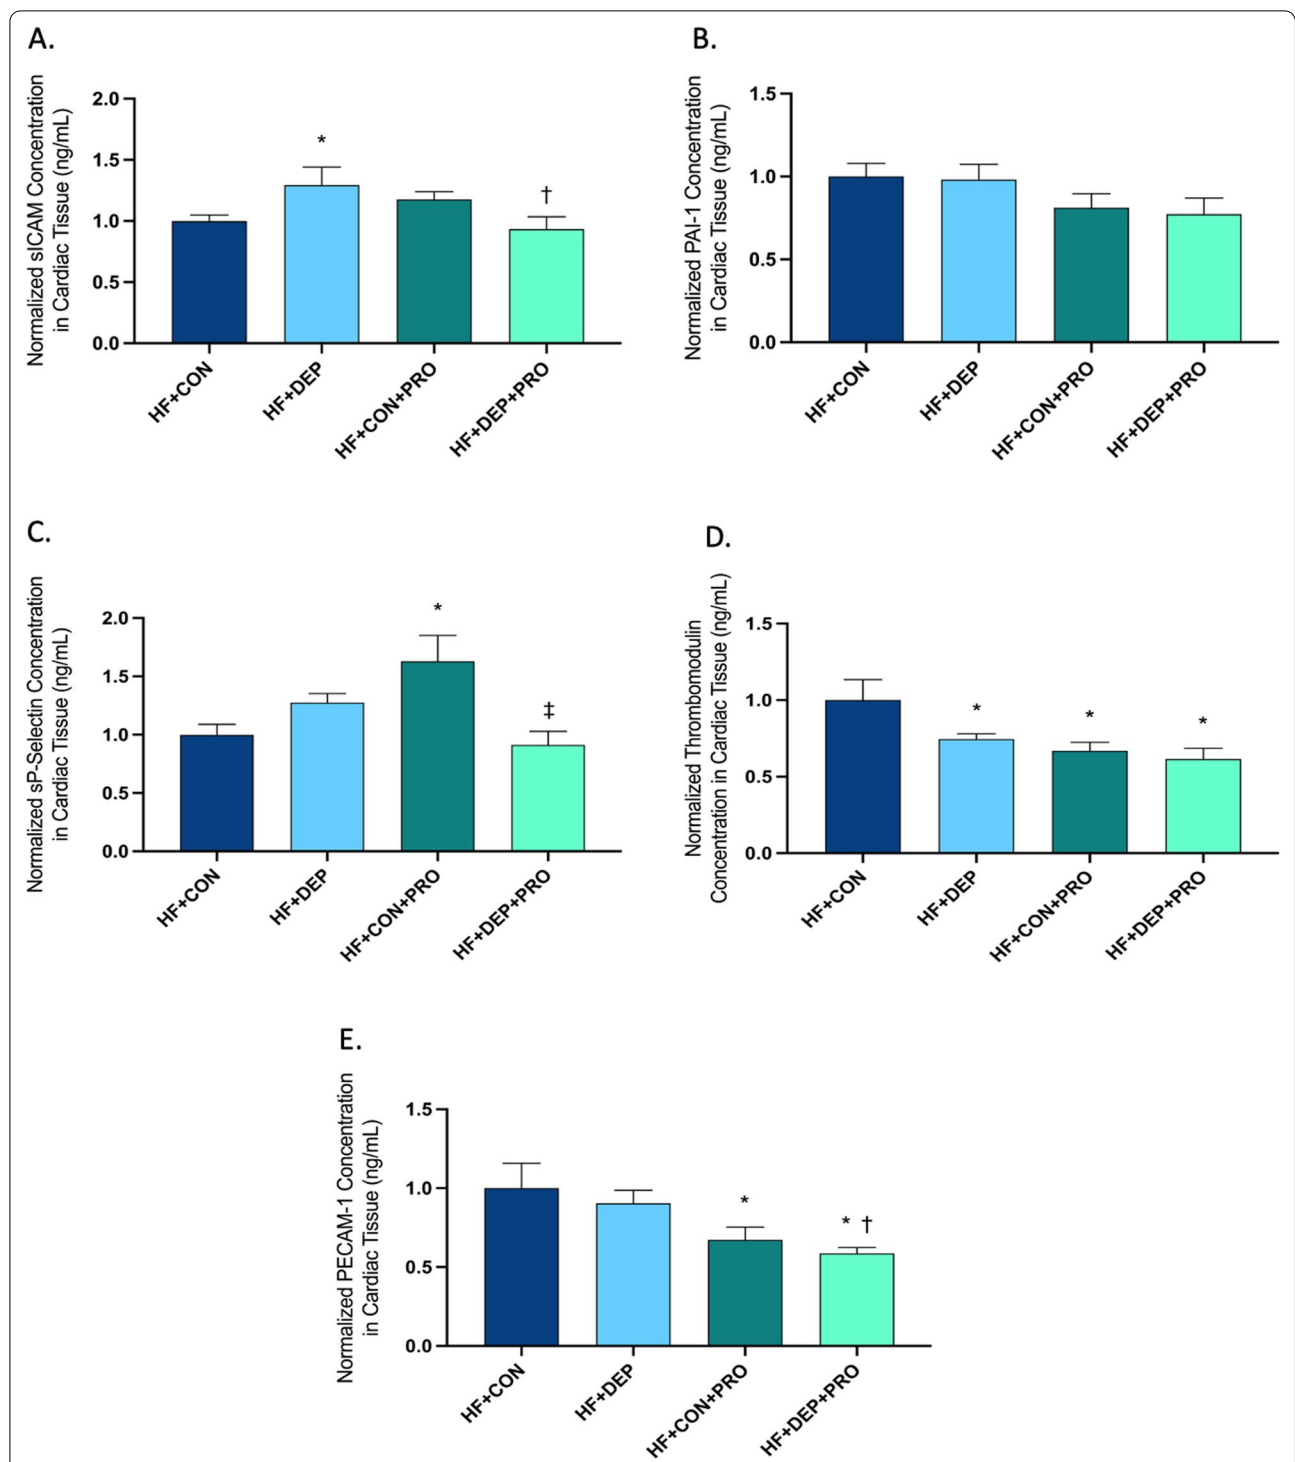 A.
Normalized sICAM Concentration
in Cardiac Tissue (ng/mL)
2.0
1.5
1.0
0.5
0.0
*
†
HF+CON
HF+DEP
HF+CON+PRO
HF+DEP+PRO
B.
Normalized PAI-1 Concentration
in Cardiac Tissue (ng/mL)
1.5
1.0
0.5
0.0
HF+CON
HF+DEP
HF+CON+PRO
HF+DEP+PRO
C.
Normalized sP-Selectin Concentration
in Cardiac Tissue (ng/mL)
2.0
1.5
1.0
0.5
0.0
*
‡
HF+CON
HF+DEP
HF+CON+PRO
HF+DEP+PRO
D.
Normalized Thrombomodulin
Concentration in Cardiac Tissue (ng/mL)
1.5
1.0
0.5
0.0
*
*
*
HF+CON
HF+DEP
HF+CON+PRO
HF+DEP+PRO
E.
Normalized PECAM-1 Concentration
in Cardiac Tissue (ng/mL)
1.5
1.0
0.5
0.0
*
* †
HF+CON
HF+DEP
HF+CON+PRO
HF+DEP+PRO